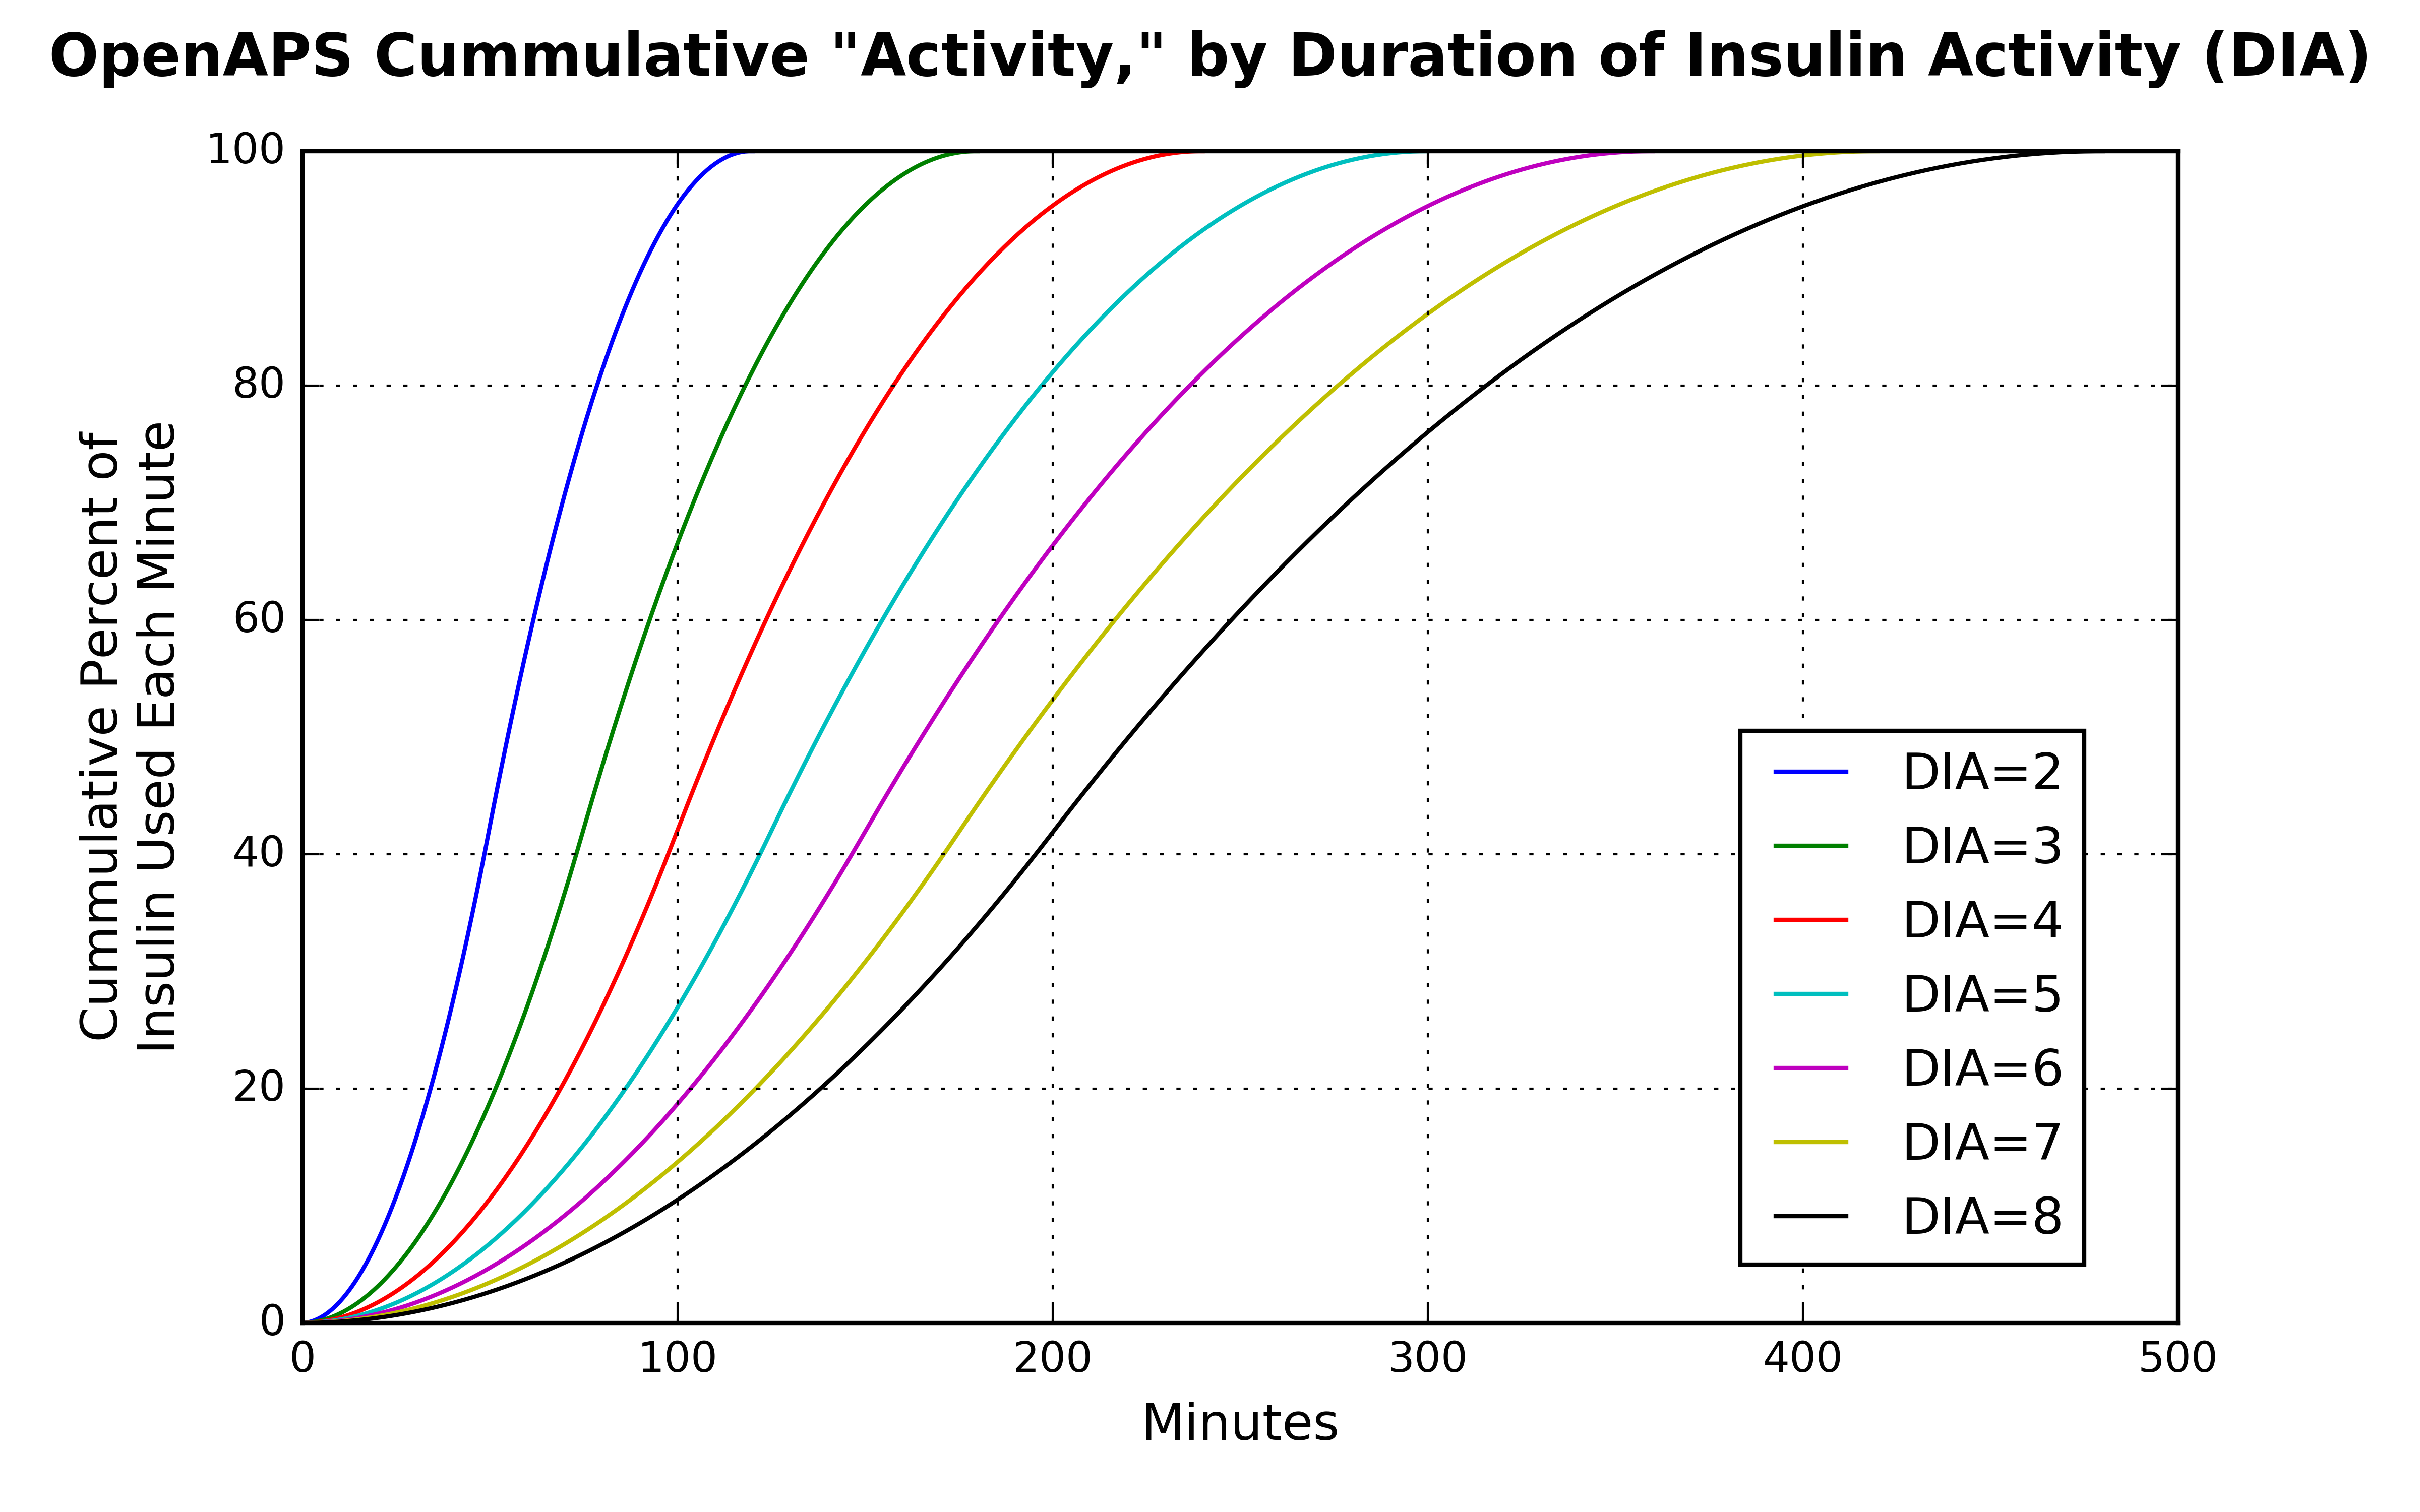 OpenAPS Cummulative "Activity," by Duration of Insulin Activity (DIA)
Cummulative Percent of
Insulin Used Each Minute
100
80
60
40
20
0
0 100 200 300 400 500
Minutes
DIA=2
DIA=3
DIA=4
DIA=5
DIA=6
DIA=7
DIA=8